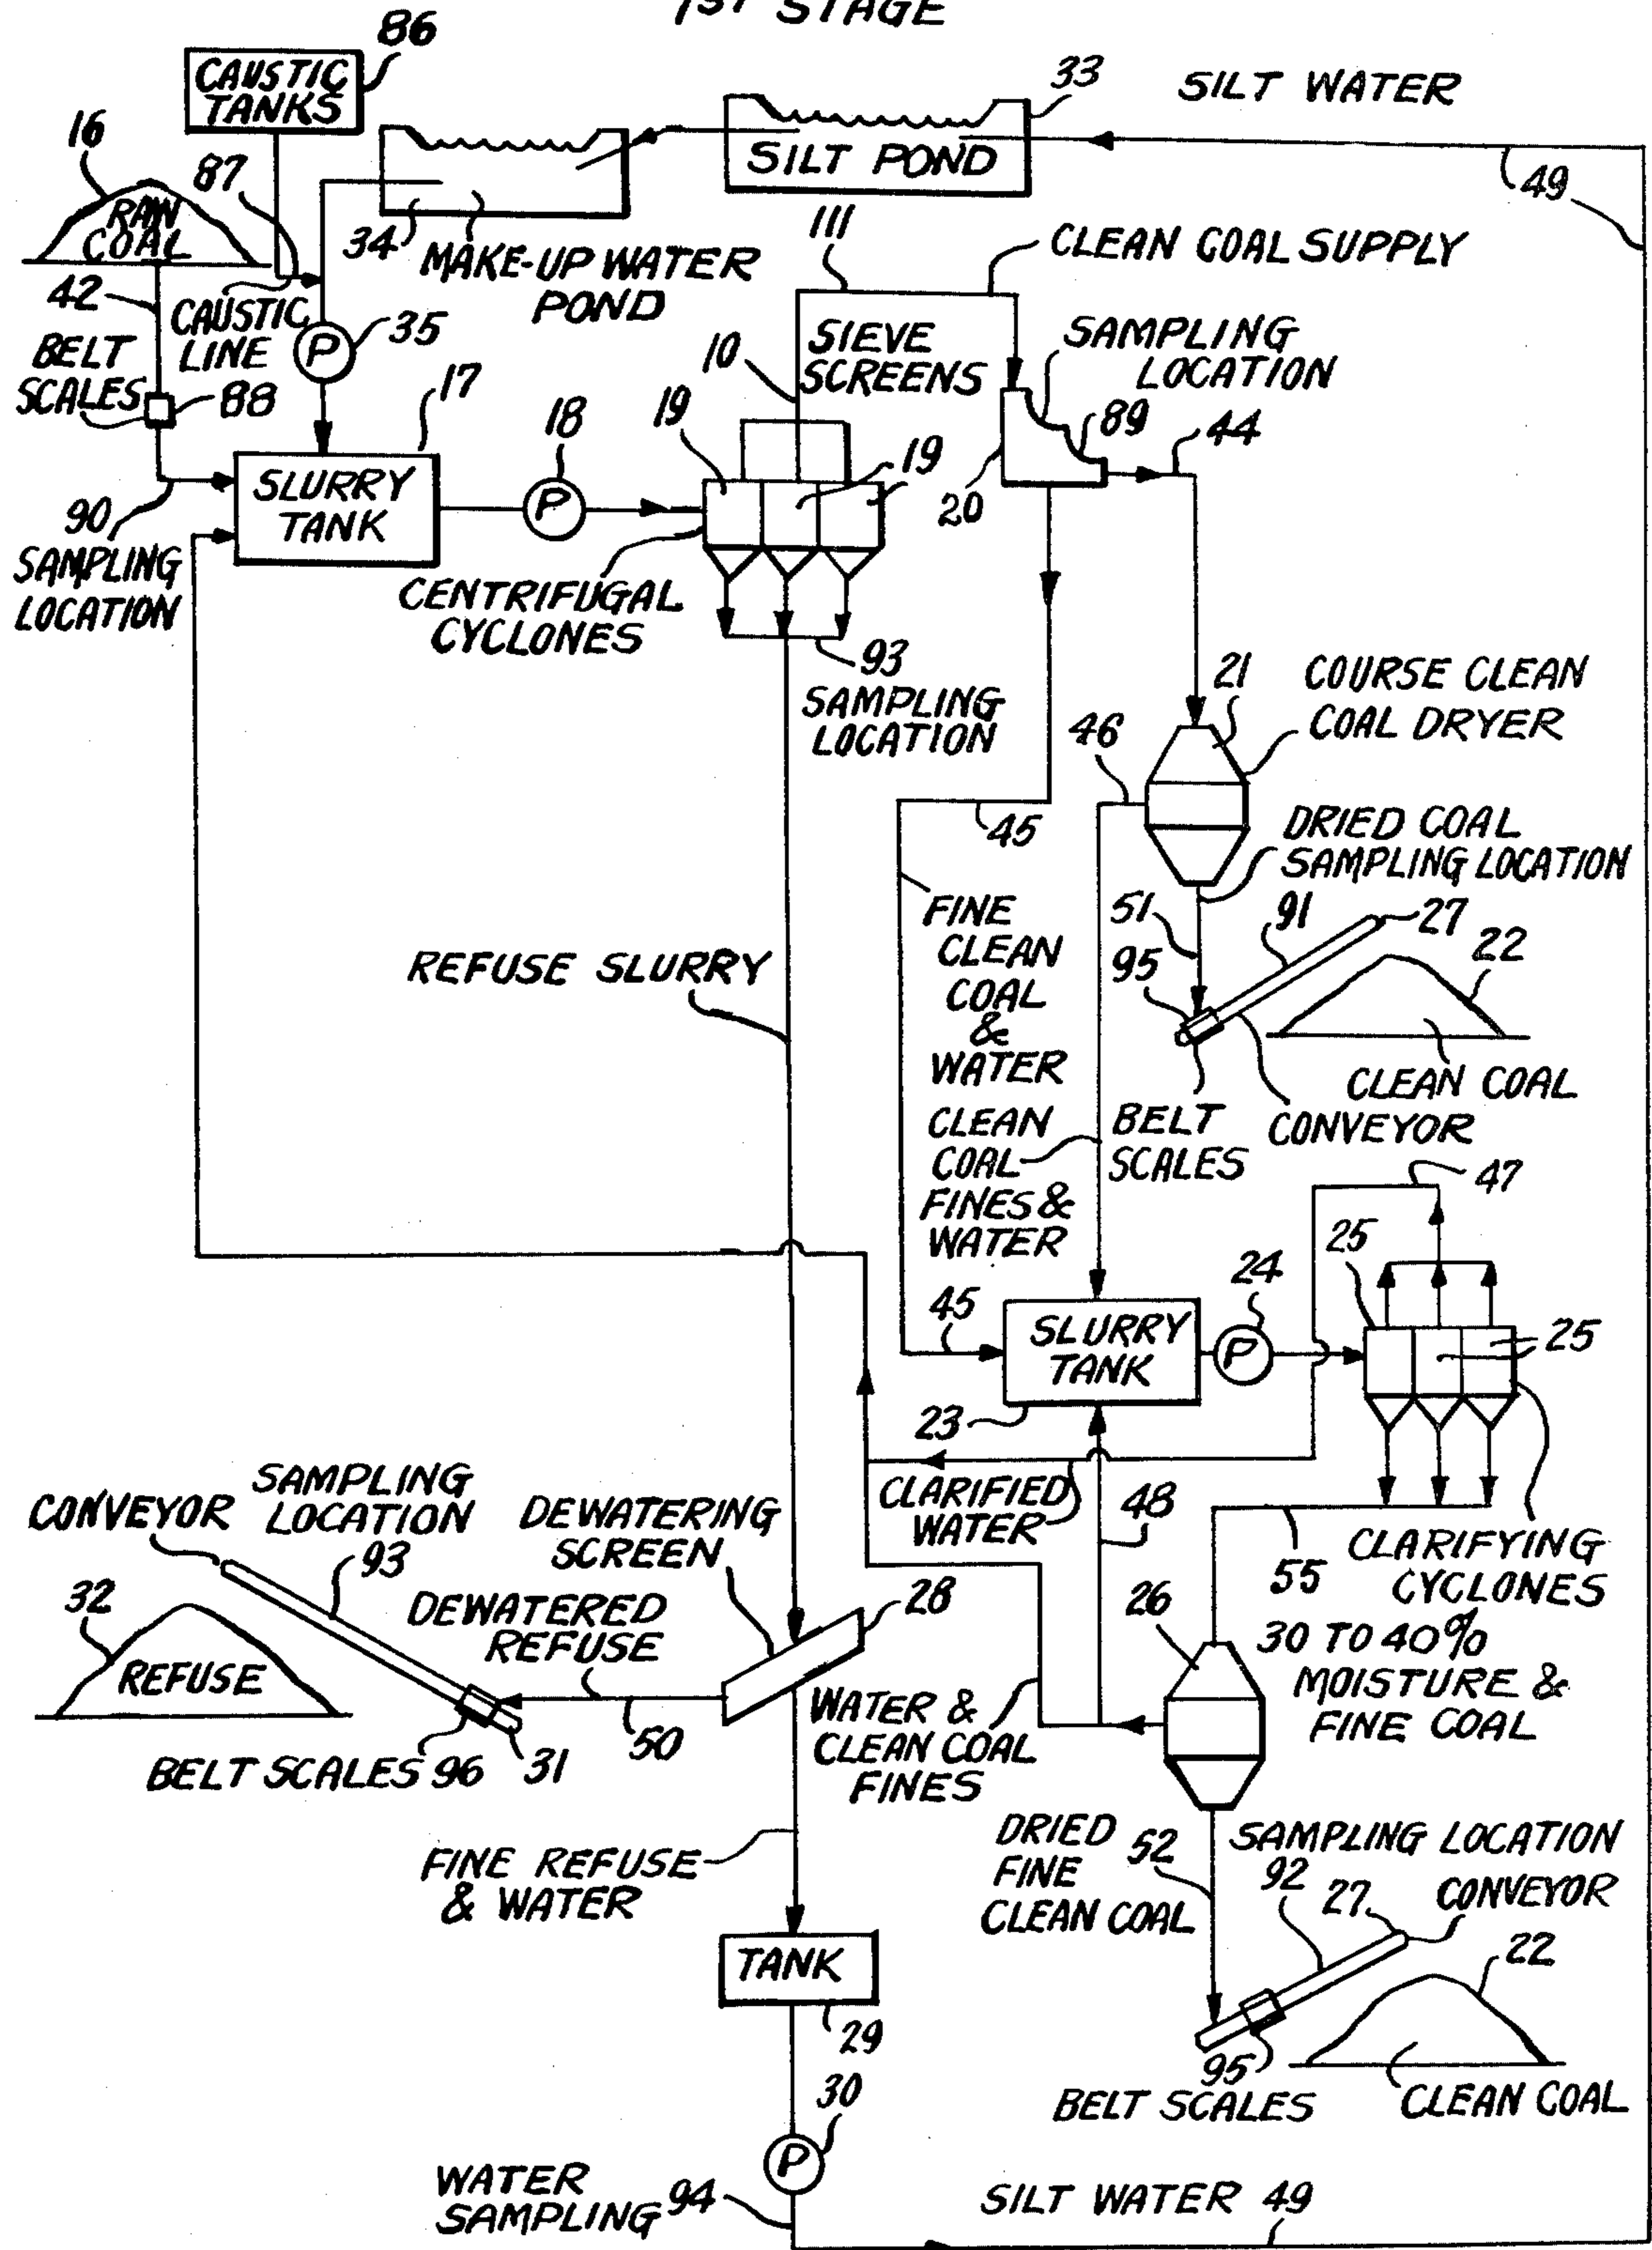 1ST STAGE
86
CAUSTIC
TANKS
33
SILT WATER
16
87
SILT POND
49
RAW
COAL
34
MAKE-UP WATER
POND
111
CLEAN COAL SUPPLY
42
CAUSTIC
LINE
P
35
BELT
SCALES
88
17
10
SIEVE
SCREENS
SAMPLING
LOCATION
18
19
19
89
44
SLURRY
TANK
P
20
90
SAMPLING
LOCATION
CENTRIFUGAL
CYCLONES
93
SAMPLING
LOCATION
21
COURSE CLEAN
COAL DRYER
46
45
DRIED COAL
SAMPLING LOCATION
FINE
CLEAN
COAL
&
WATER
51
91
27
95
22
REFUSE SLURRY
CLEAN COAL
CONVEYOR
BELT
SCALES
CLEAN
COAL
FINES &
WATER
47
25
24
45
SLURRY
TANK
P
25
23
CLARIFIED
WATER
48
55
CLARIFYING
CYCLONES
CONVEYOR
SAMPLING
LOCATION
93
DEWATERING
SCREEN
28
26
30 TO 40%
MOISTURE &
FINE COAL
32
DEWATERED
REFUSE
REFUSE
WATER &
CLEAN COAL
FINES
BELT SCALES 96
31
50
DRIED
FINE
CLEAN COAL
52
SAMPLING LOCATION
92
27
CONVEYOR
FINE REFUSE
& WATER
22
TANK
29
95
BELT SCALES
CLEAN COAL
30
P
WATER
SAMPLING 94
SILT WATER 49